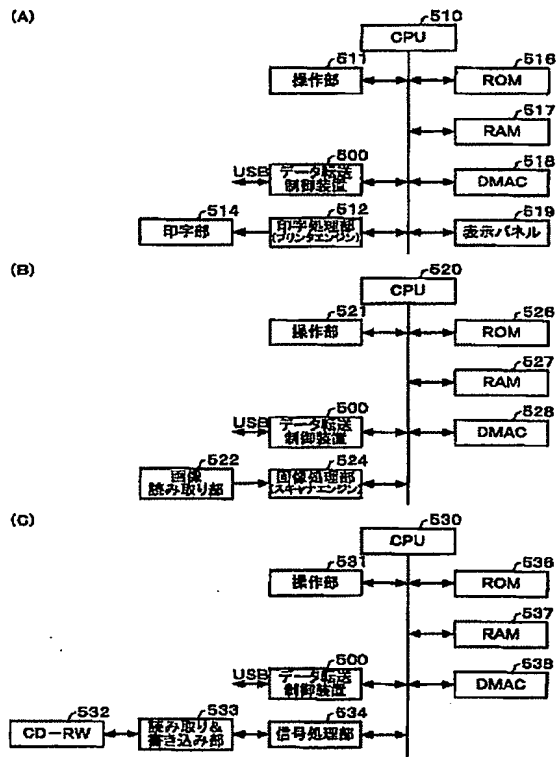 (A)
510
CPU
511
操作部
516
ROM
517
RAM
500
USB
データ転送
制御装置
518
DMAC
514
印字部
512
印字処理部
(プリンタエンジン)
519
表示パネル
(B)
520
CPU
521
操作部
526
ROM
527
RAM
500
USB
データ転送
制御装置
528
DMAC
522
画像
読み取り部
524
画像処理部
(スキャナエンジン)
(C)
530
CPU
531
操作部
536
ROM
537
RAM
500
USB
データ転送
制御装置
538
DMAC
532
CD-RW
533
読み取り&
書き込み部
534
信号処理部